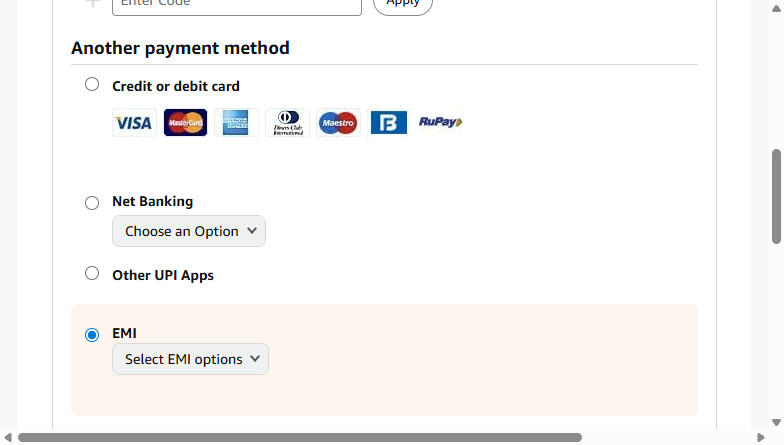 Enter Code
Apply
Another payment method
Credit or debit card
VISA
MasterCard
AMERICAN EXPRESS
Diners Club International
Maestro
B
RuPay
Net Banking
Choose an Option
Other UPI Apps
EMI
Select EMI options